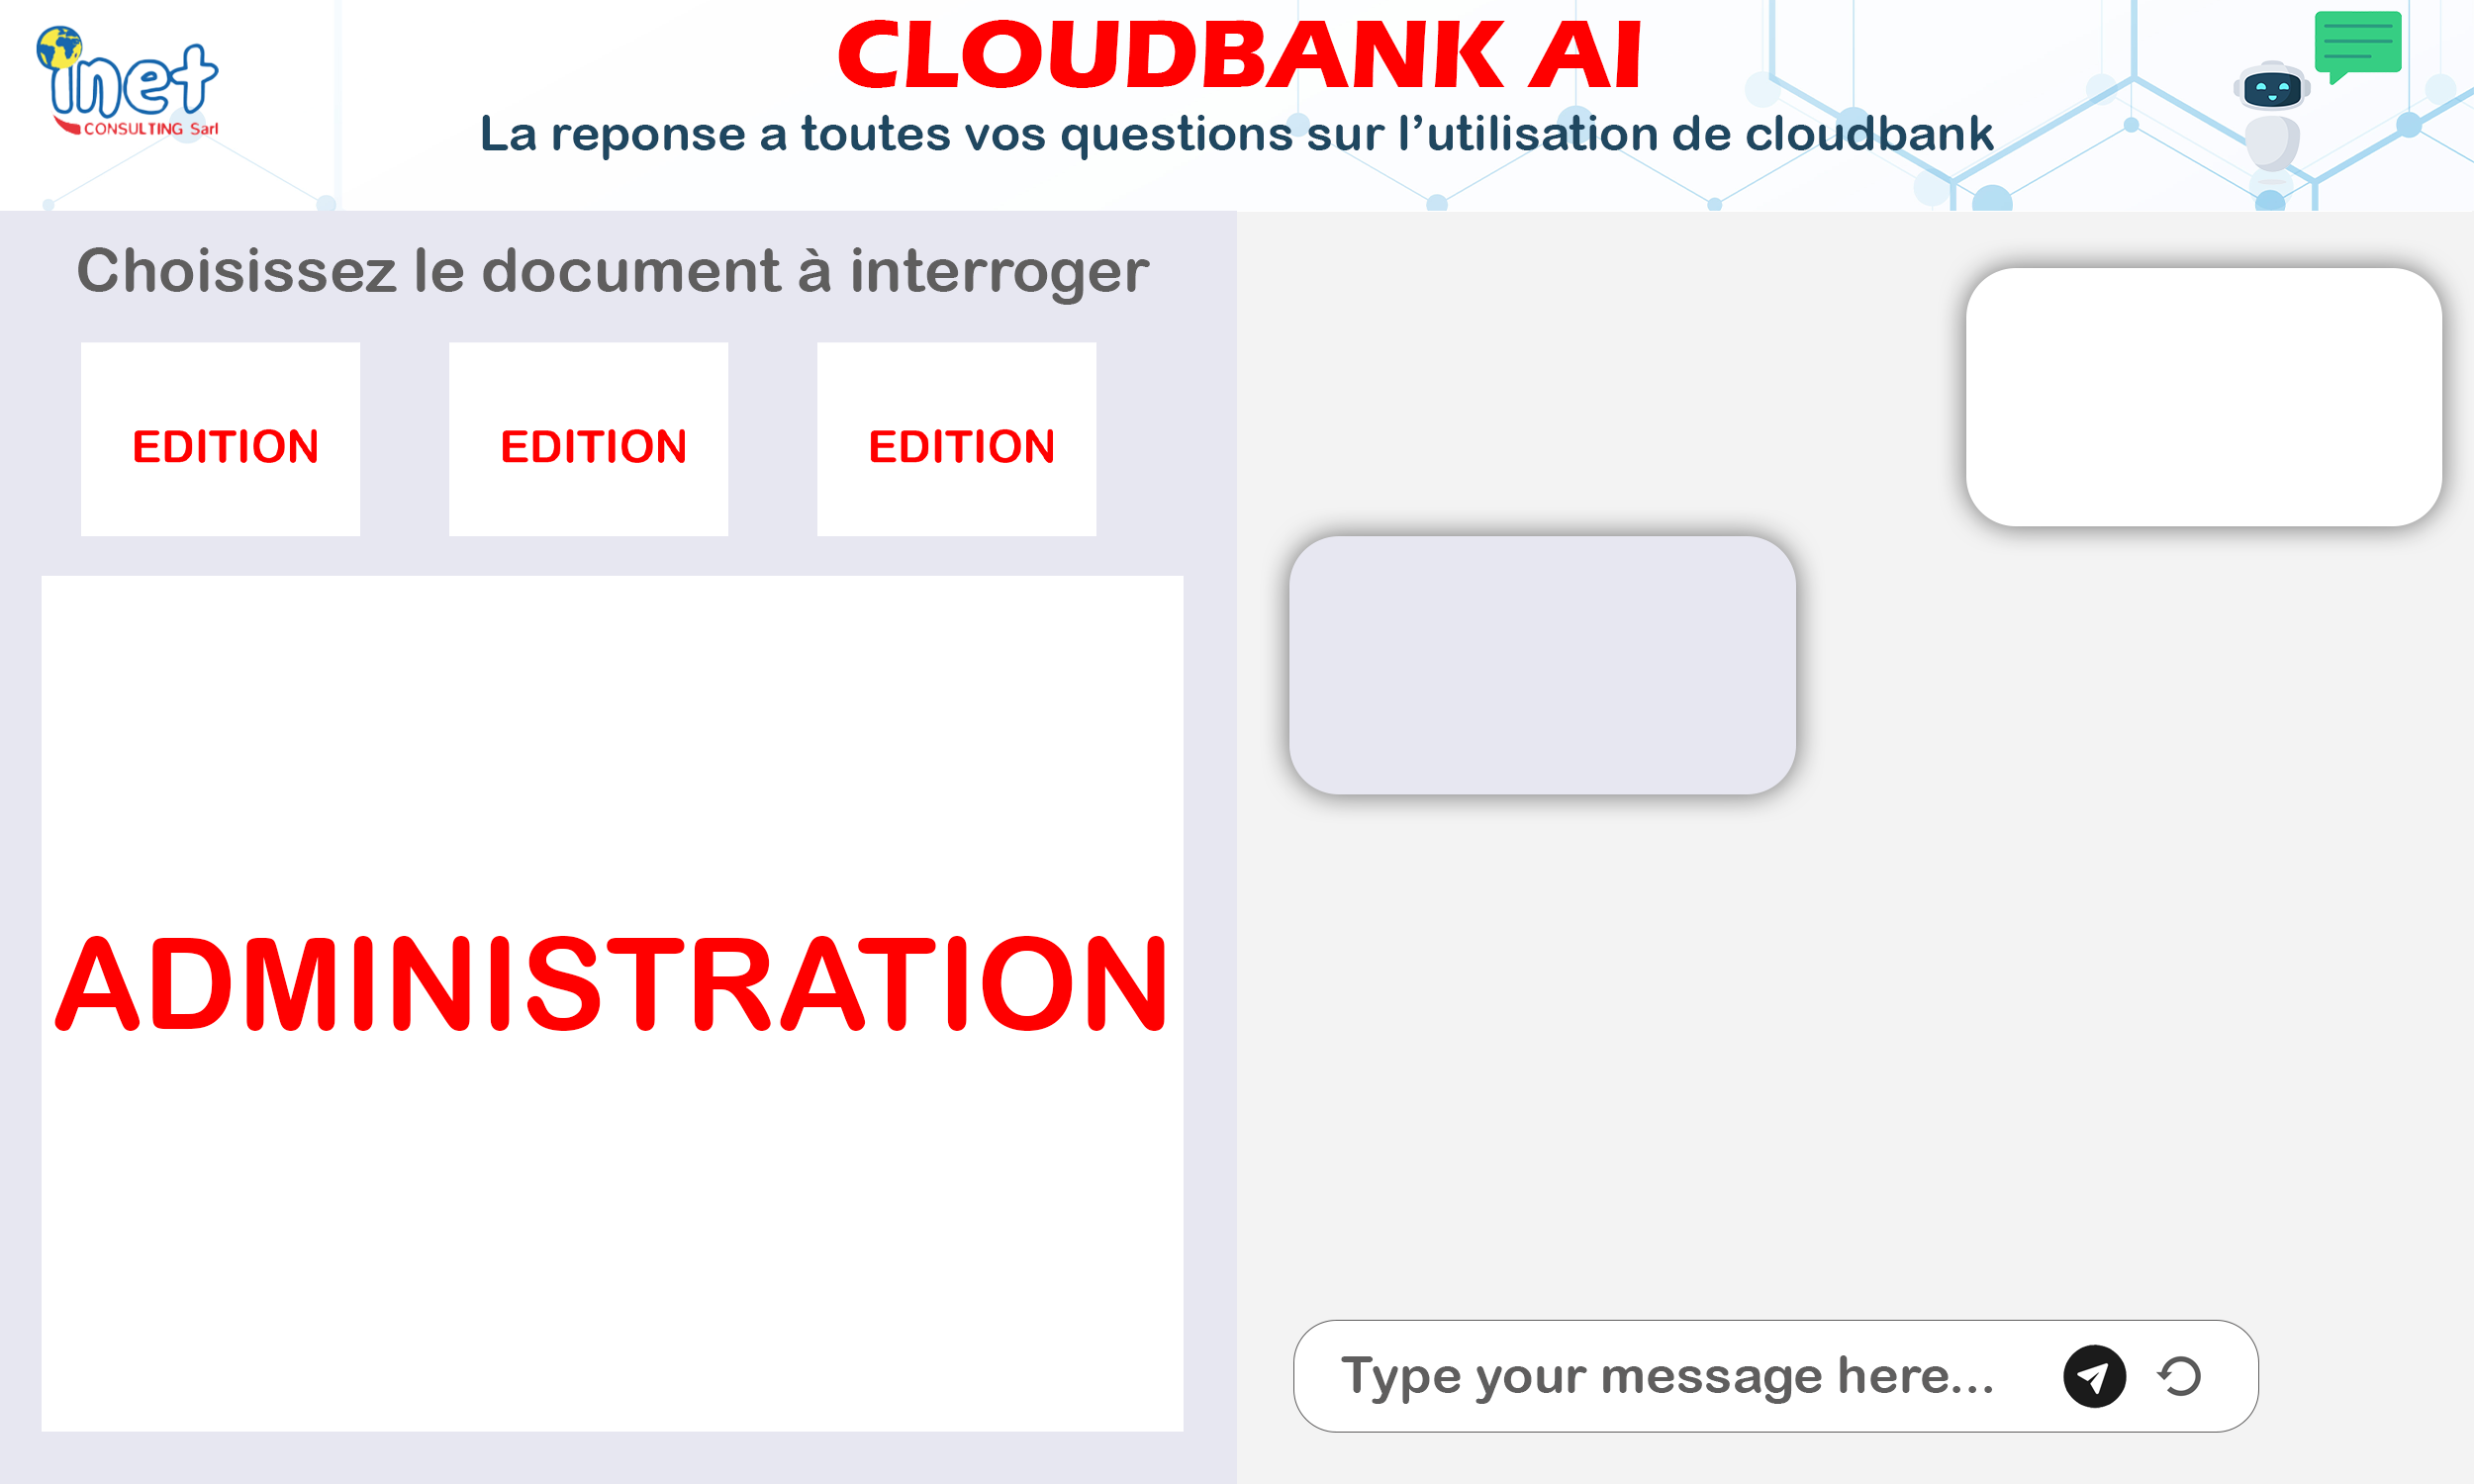 inet
CONSULTING Sarl
CLOUDBANK AI
La reponse a toutes vos questions sur l’utilisation de cloudbank
Choisissez le document à interroger
EDITION
EDITION
EDITION
ADMINISTRATION
Type your message here...